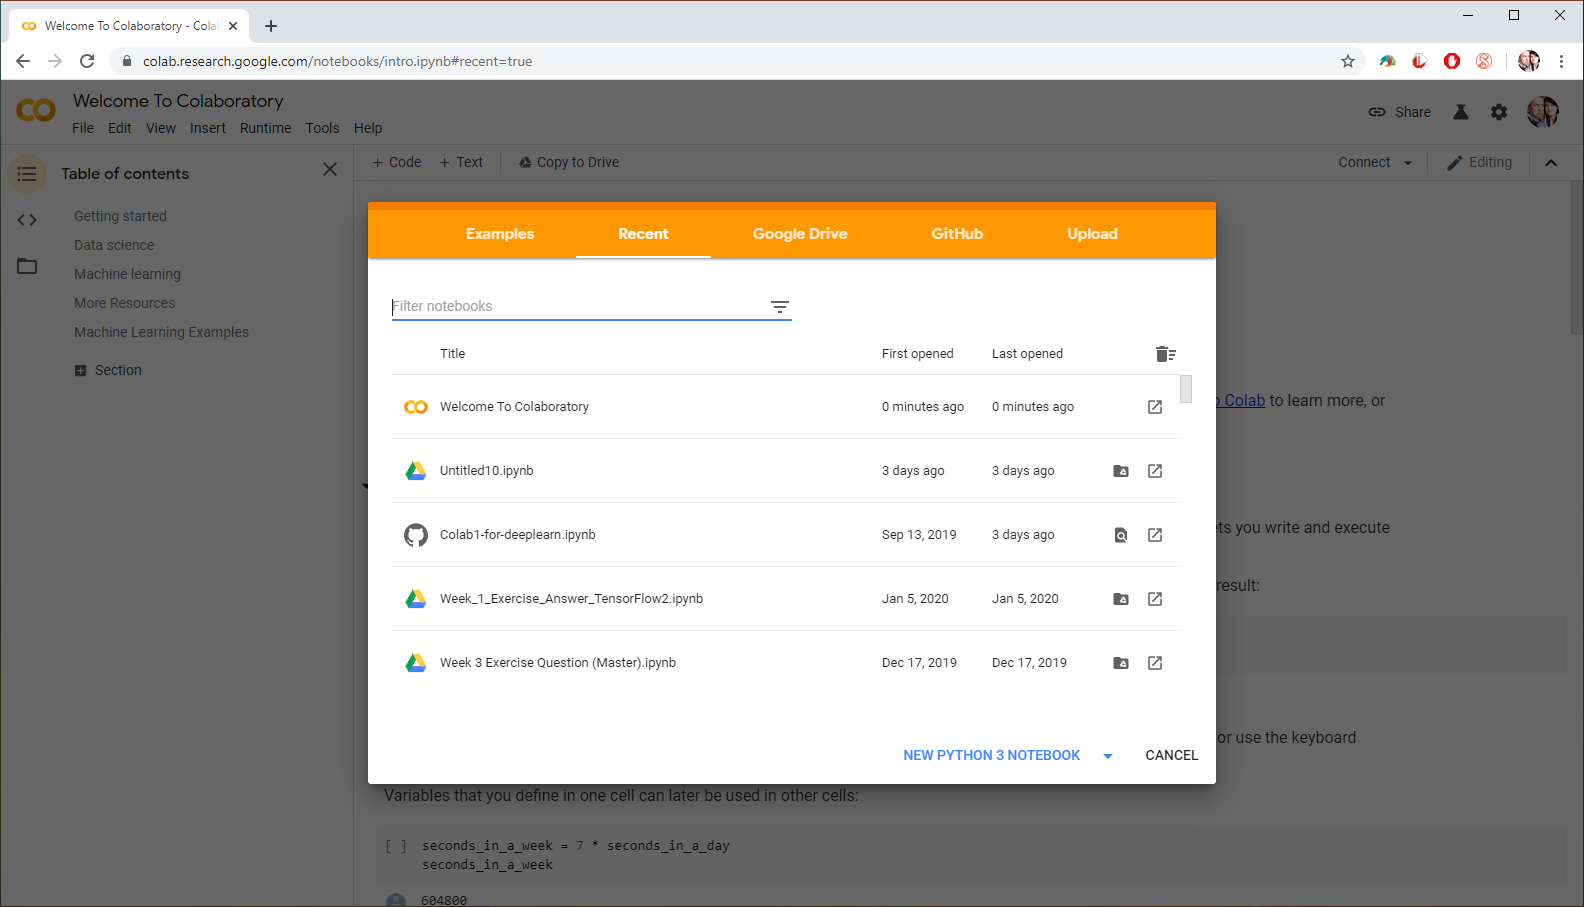 Welcome To Colaboratory - Cola
colab.research.google.com/notebooks/intro.ipynb#recent=true
Welcome To Colaboratory
File Edit View Insert Runtime Tools Help
Share
Table of contents
+ Code + Text Copy to Drive
Connect Editing
Getting started
Data science
Machine learning
More Resources
Machine Learning Examples
Section
Examples Recent Google Drive GitHub Upload
Filter notebooks
Title First opened Last opened
Welcome To Colaboratory 0 minutes ago 0 minutes ago
Untitled10.ipynb 3 days ago 3 days ago
Colab1-for-deeplearn.ipynb Sep 13, 2019 3 days ago
Week_1_Exercise_Answer_TensorFlow2.ipynb Jan 5, 2020 Jan 5, 2020
Week 3 Exercise Question (Master).ipynb Dec 17, 2019 Dec 17, 2019
NEW PYTHON 3 NOTEBOOK CANCEL
Colab to learn more, or
ts you write and execute
result:
or use the keyboard
Variables that you define in one cell can later be used in other cells:
[ ] seconds_in_a_week = 7 * seconds_in_a_day
seconds_in_a_week
604800